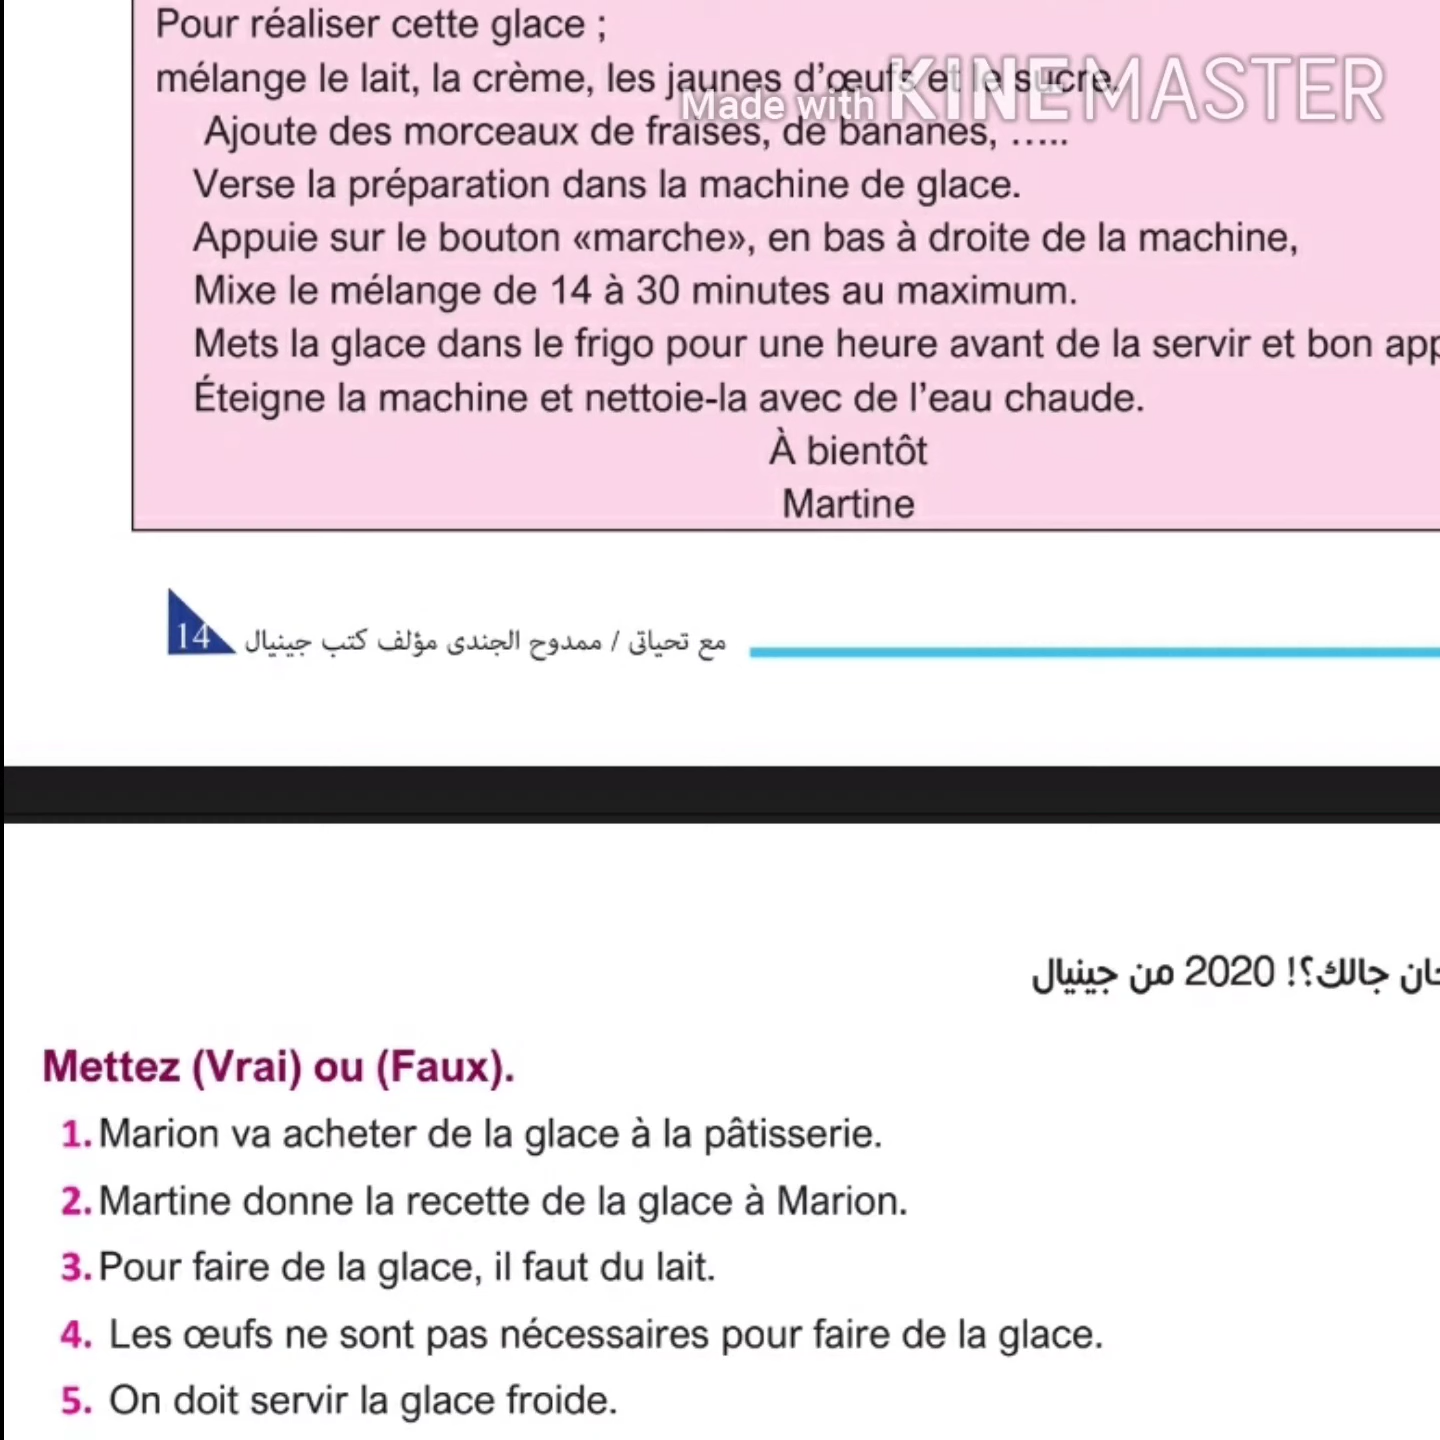 Pour réaliser cette glace ;
mélange le lait, la crème, les jaunes d'œufs et le sucre.
Made with KINEMASTER
Ajoute des morceaux de fraises, de bananes, .....
Verse la préparation dans la machine de glace.
Appuie sur le bouton «marche», en bas à droite de la machine,
Mixe le mélange de 14 à 30 minutes au maximum.
Mets la glace dans le frigo pour une heure avant de la servir et bon
Éteigne la machine et nettoie-la avec de l'eau chaude.
À bientôt
Martine
14 مع تحياتى / ممدوح الجندى مؤلف كتب جينيال
جالك؟! 2020 من جينيال
Mettez (Vrai) ou (Faux).
1. Marion va acheter de la glace à la pâtisserie.
2. Martine donne la recette de la glace à Marion.
3. Pour faire de la glace, il faut du lait.
4. Les œufs ne sont pas nécessaires pour faire de la glace.
5. On doit servir la glace froide.